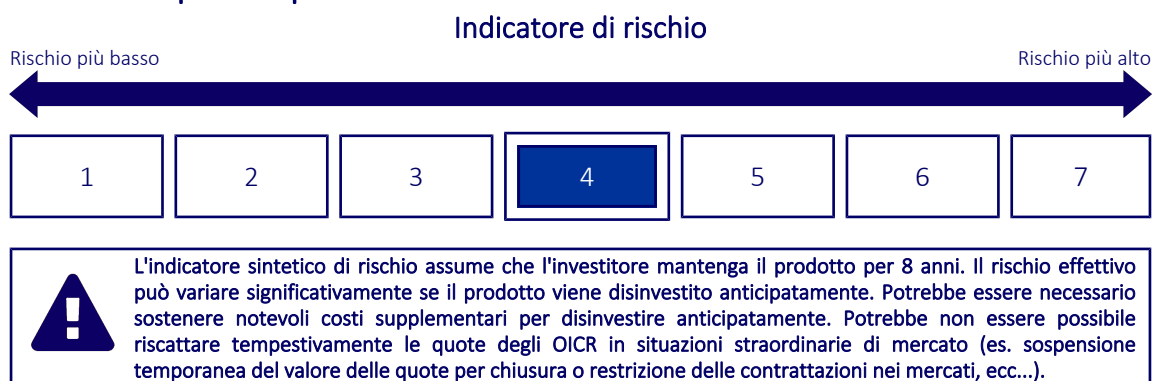 Indicatore di rischio
Rischio più basso Rischio più alto
1 2 3 4 5 6 7
L'indicatore sintetico di rischio assume che l'investitore mantenga il prodotto per 8 anni. Il rischio effettivo
può variare significativamente se il prodotto viene disinvestito anticipatamente. Potrebbe essere necessario
sostenere notevoli costi supplementari per disinvestire anticipatamente. Potrebbe non essere possibile
riscattare tempestivamente le quote degli OICR in situazioni straordinarie di mercato (es. sospensione
temporanea del valore delle quote per chiusura o restrizione delle contrattazioni nei mercati, ecc...).